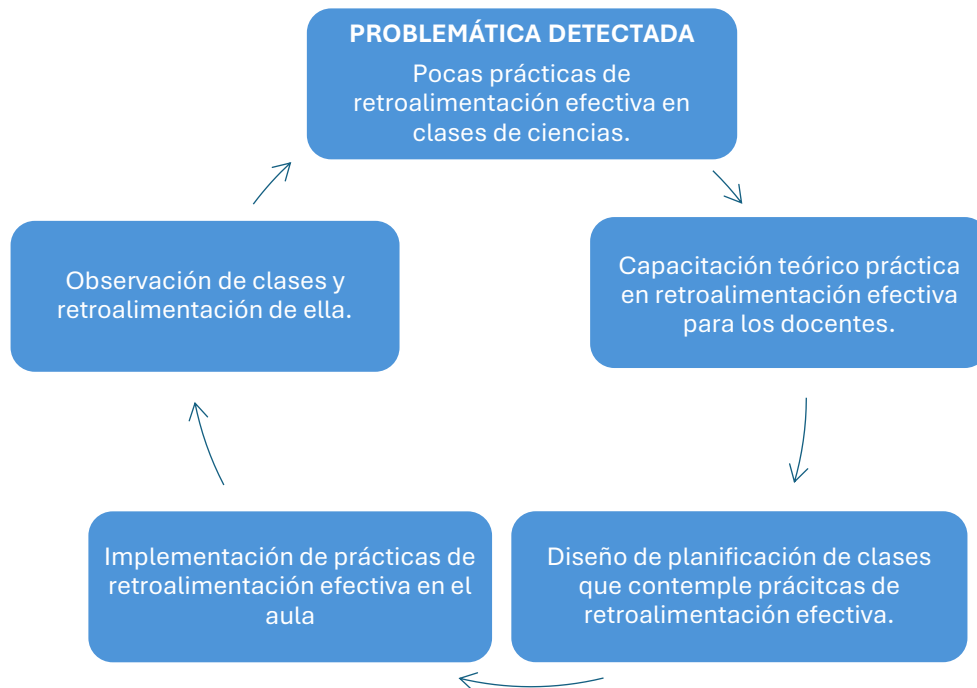 PROBLEMÁTICA DETECTADA
Pocas prácticas de
retroalimentación efectiva en
clases de ciencias.
Capacitación teórico práctica
en retroalimentación efectiva
para los docentes.
Diseño de planificación de clases
que contemple prácitcas de
retroalimentación efectiva.
Implementación de prácticas de
retroalimentación efectiva en el
aula
Observación de clases y
retroalimentación de ella.